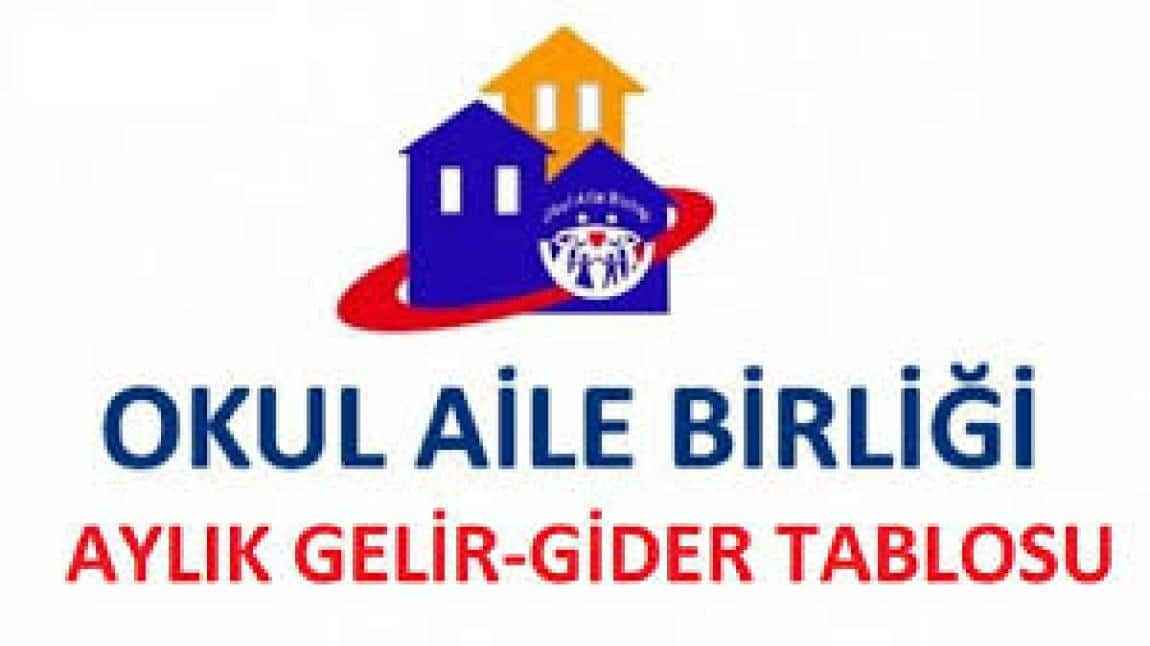 OKUL AİLE BİRLİĞİ
AYLIK GELİR-GİDER TABLOSU